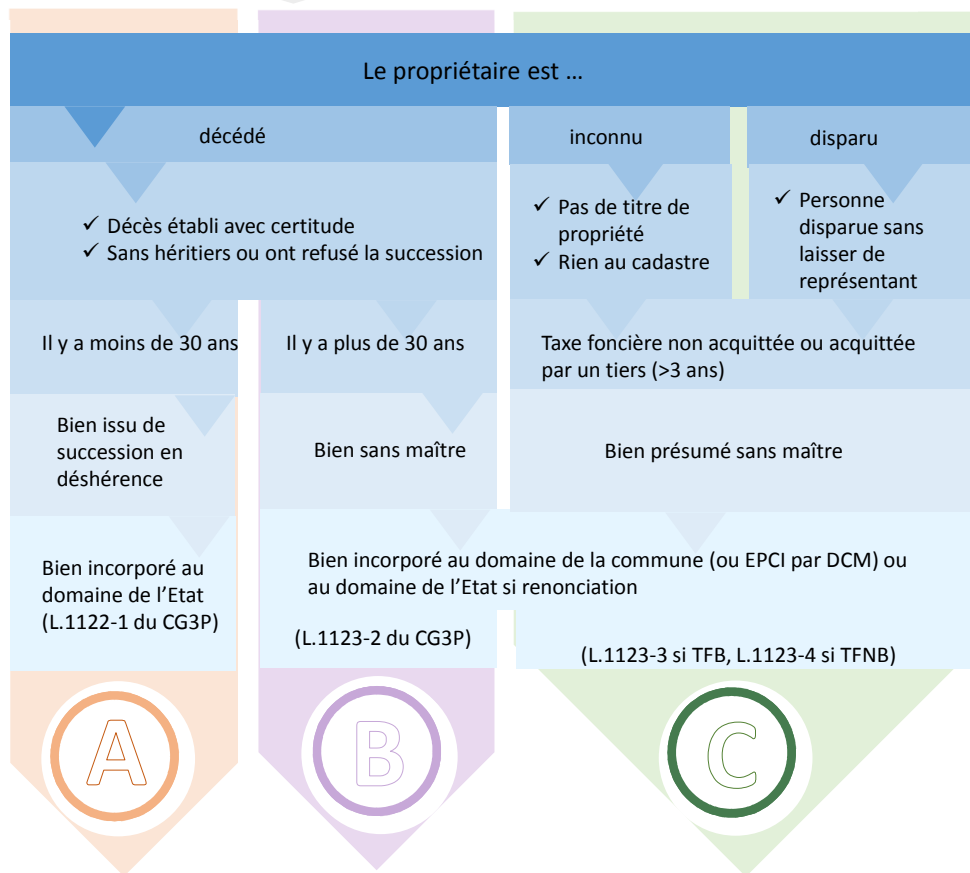 Le propriétaire est ...
décédé
inconnu
disparu
✓ Décès établi avec certitude
✓ Sans héritiers ou ont refusé la succession
✓ Pas de titre de
propriété
✓ Rien au cadastre
✓ Personne
disparue sans
laisser de
représentant
Il y a moins de 30 ans
Il y a plus de 30 ans
Taxe foncière non acquittée ou acquittée
par un tiers (>3 ans)
Bien issu de
succession en
déshérence
Bien sans maître
Bien présumé sans maître
Bien incorporé au
domaine de l'Etat
(L.1122-1 du CG3P)
Bien incorporé au domaine de la commune (ou EPCI par DCM) ou
au domaine de l'Etat si renonciation
(L.1123-2 du CG3P)
(L.1123-3 si TFB, L.1123-4 si TFNB)
A
B
C